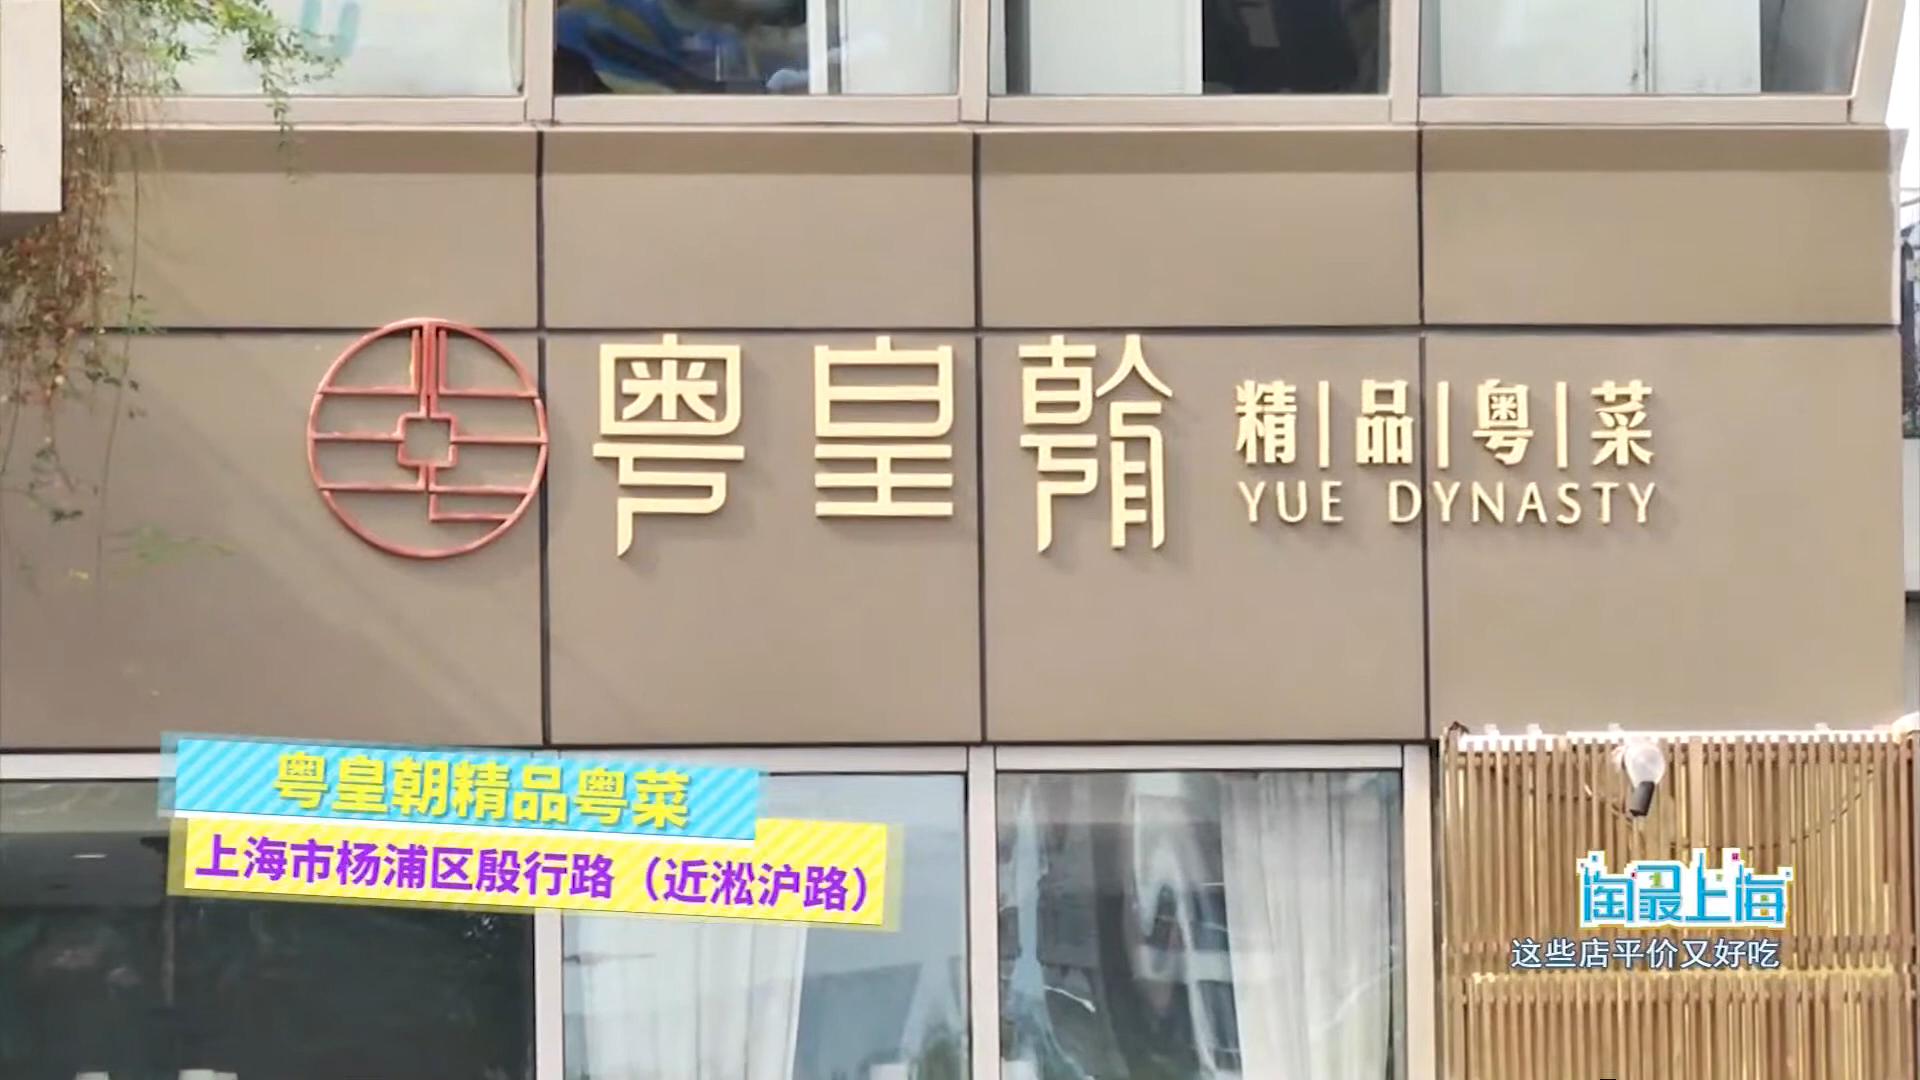 粤皇朝
精|品|粤|菜
YUE DYNASTY
粤皇朝精品粤菜
上海市杨浦区殷行路（近淞沪路）
淘最上海
这些店平价又好吃